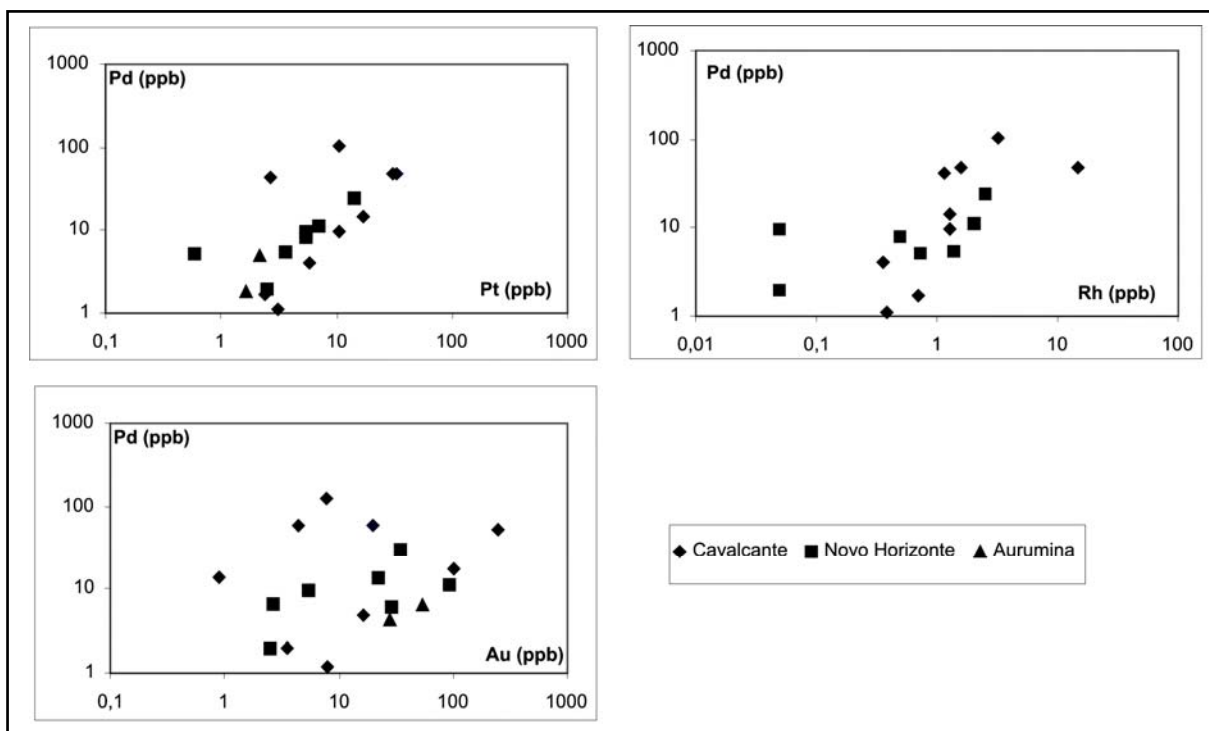 1000
Pd (ppb)
100
10
Pt (ppb)
1
0,1 1 10 100 1000
1000
Pd (ppb)
100
10
Rh (ppb)
1
0,01 0,1 1 10 100
1000
Pd (ppb)
100
10
Au (ppb)
1
0,1 1 10 100 1000
Cavalcante Novo Horizonte Aurumina